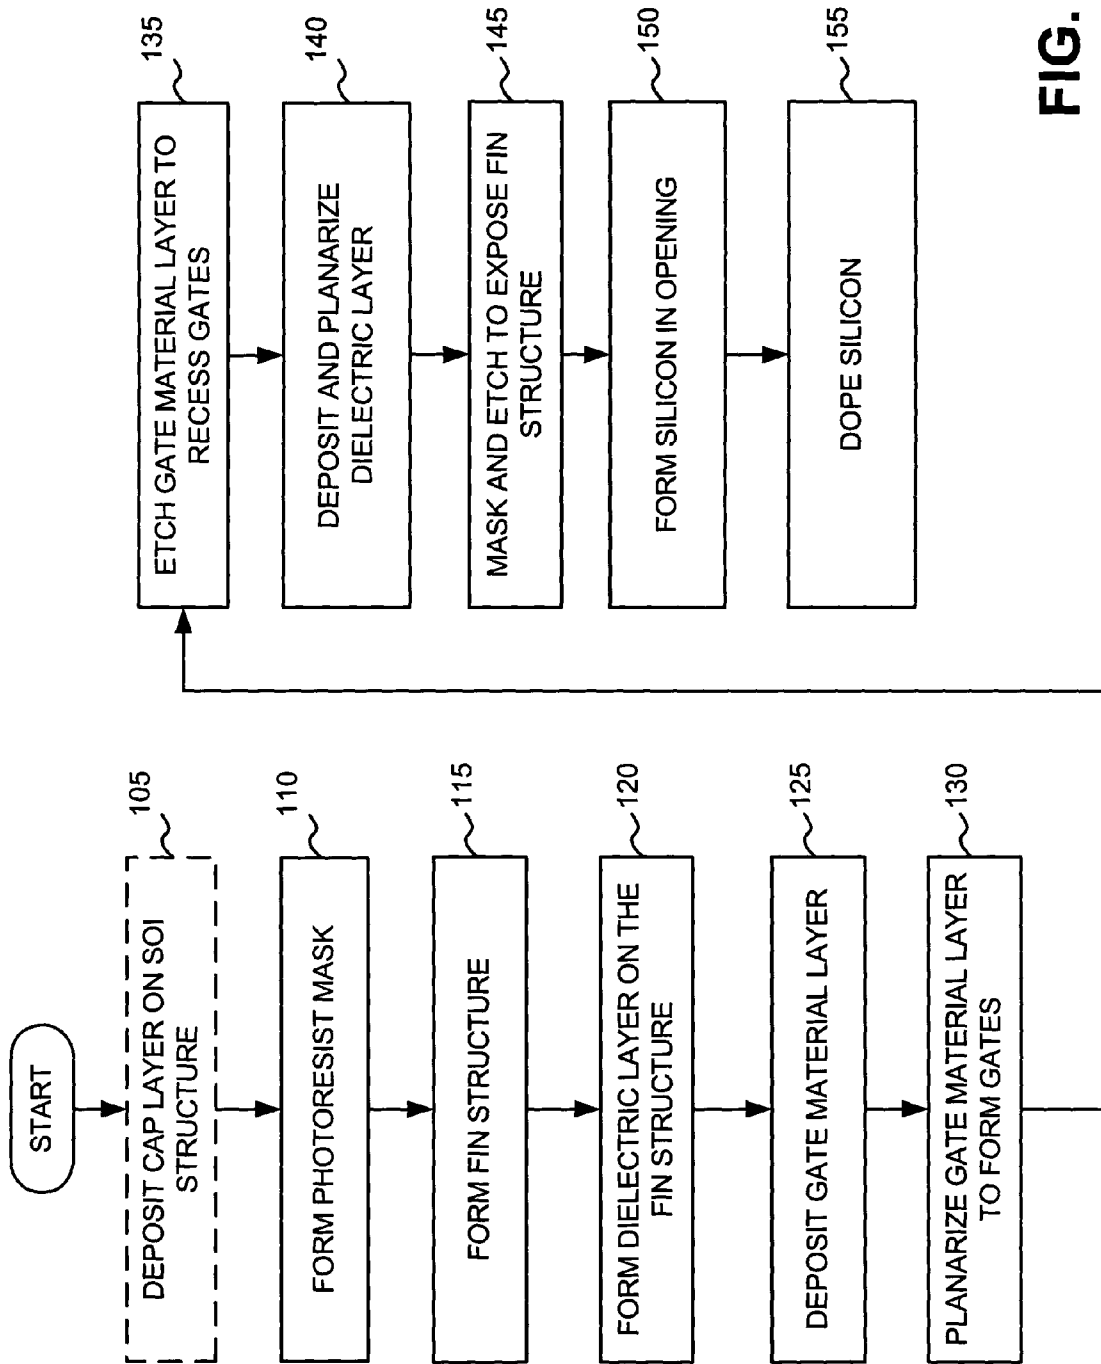 START
105
DEPOSIT CAP LAYER ON SOI
STRUCTURE
110
FORM PHOTORESIST MASK
115
FORM FIN STRUCTURE
120
FORM DIELECTRIC LAYER ON THE
FIN STRUCTURE
125
DEPOSIT GATE MATERIAL LAYER
130
PLANARIZE GATE MATERIAL LAYER
TO FORM GATES
135
ETCH GATE MATERIAL LAYER TO
RECESS GATES
140
DEPOSIT AND PLANARIZE
DIELECTRIC LAYER
145
MASK AND ETCH TO EXPOSE FIN
STRUCTURE
150
FORM SILICON IN OPENING
155
DOPE SILICON
FIG.